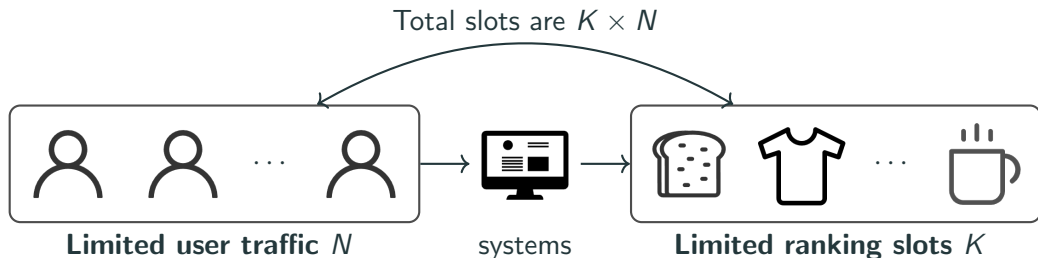 Total slots are K × N
· · ·
· · ·
Limited user traffic N
systems
Limited ranking slots K